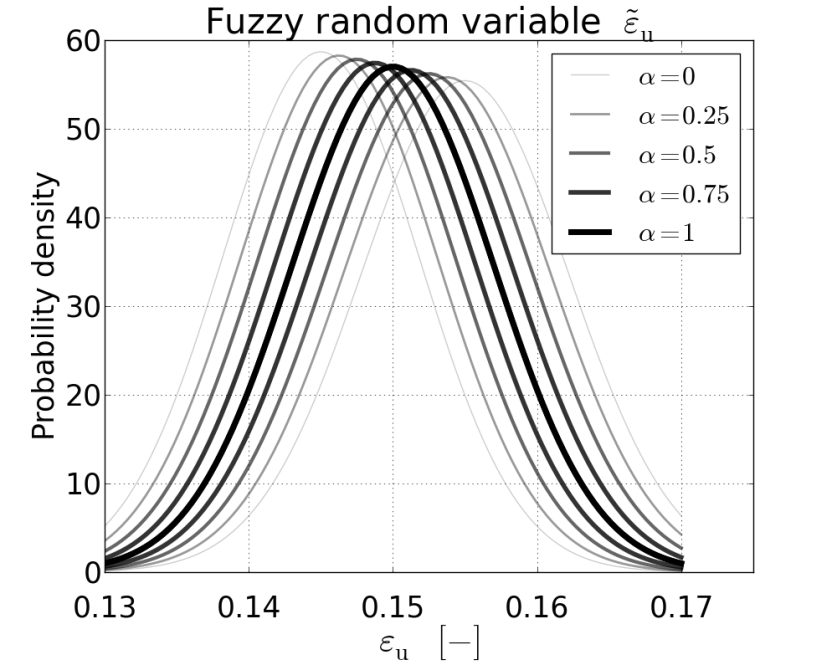 Fuzzy random variable ε̃ᵤ
60
50
40
30
20
10
0
Probability density
α=0
α=0.25
α=0.5
α=0.75
α=1
0.13 0.14 0.15 0.16 0.17
εᵤ [−]